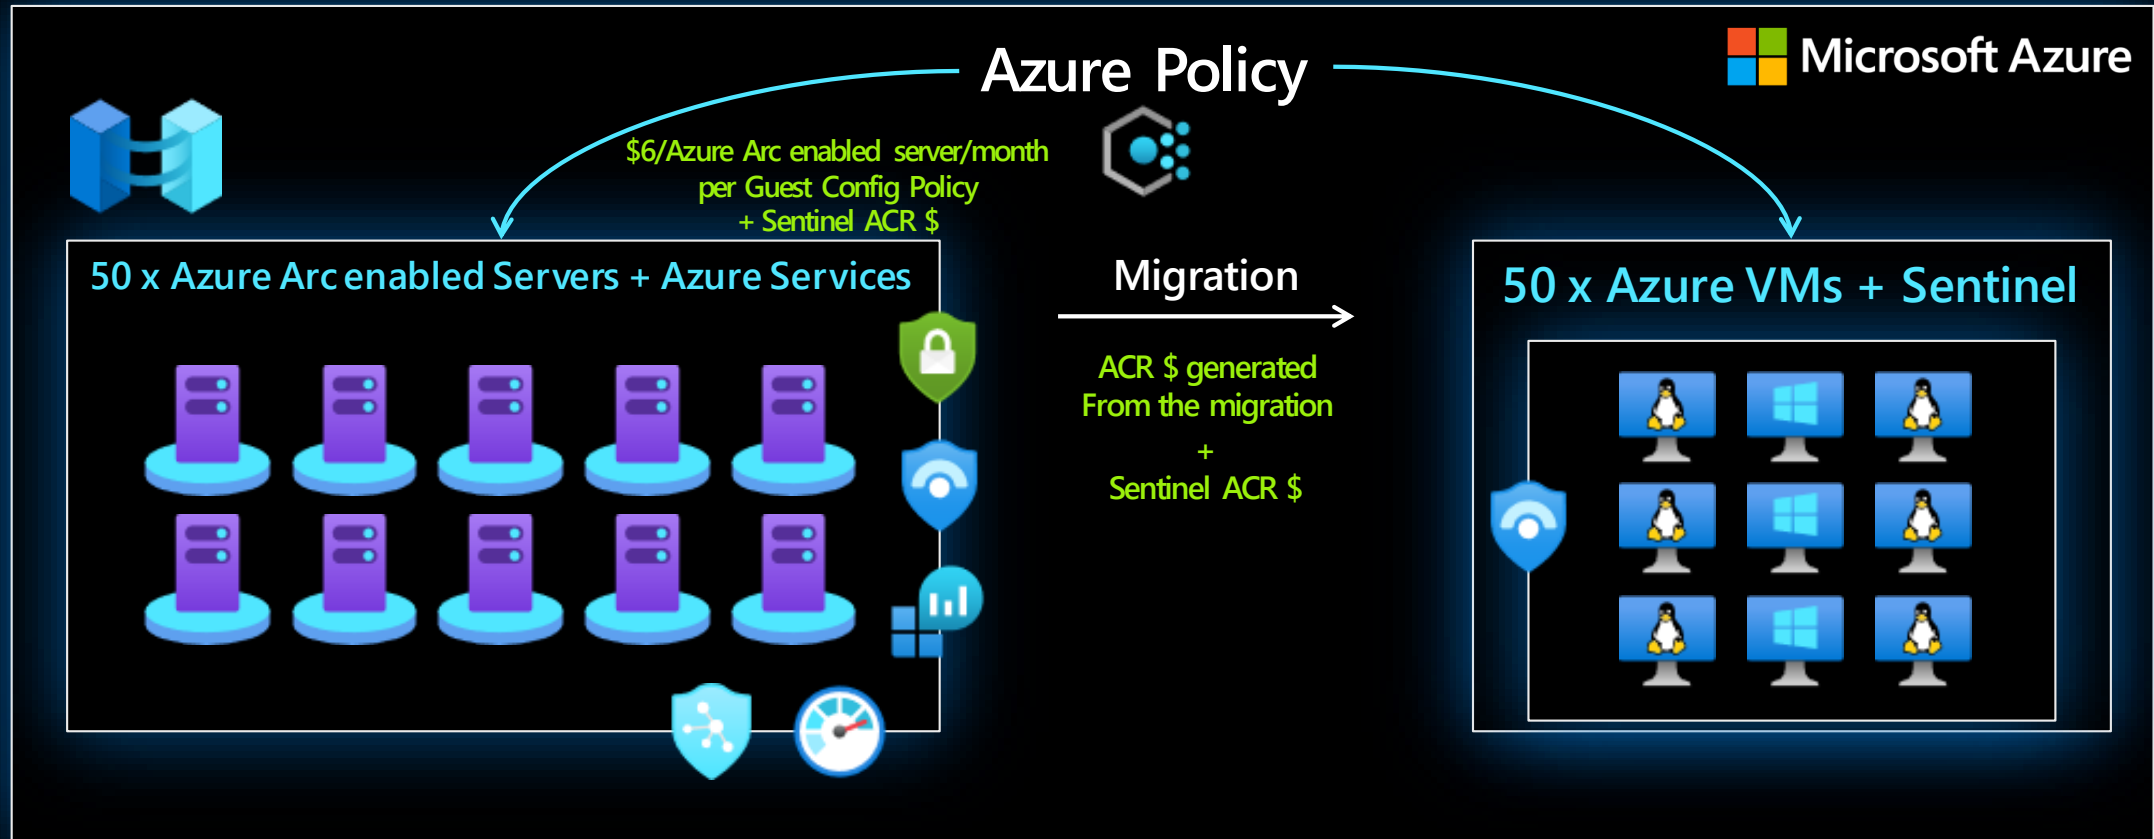 Azure Policy
Microsoft Azure
$6/Azure Arc enabled server/month
per Guest Config Policy
+ Sentinel ACR $
50 x Azure Arc enabled Servers + Azure Services
Migration
ACR $ generated
From the migration
+
Sentinel ACR $
50 x Azure VMs + Sentinel